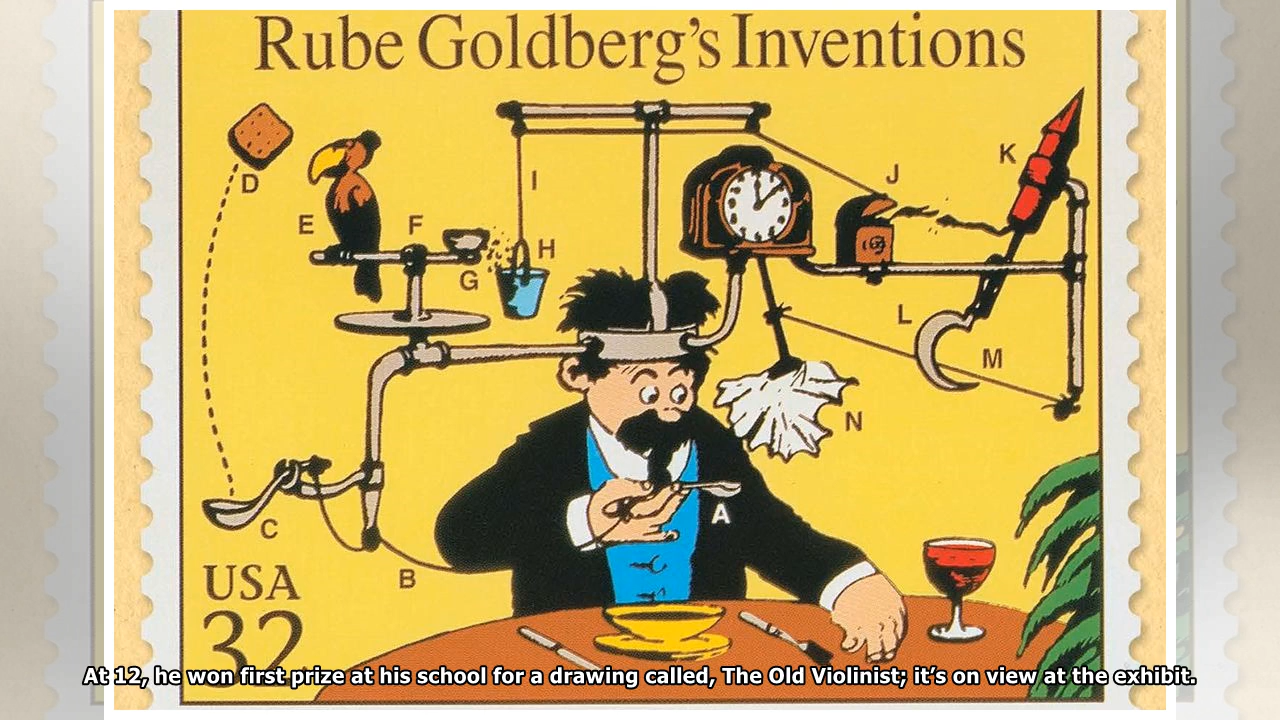 Rube Goldberg's Inventions
D
E
F
G
H
I
J
K
L
M
N
A
C
B
USA
32
At 12, he won first prize at his school for a drawing called, The Old Violinist; it's on view at the exhibit.